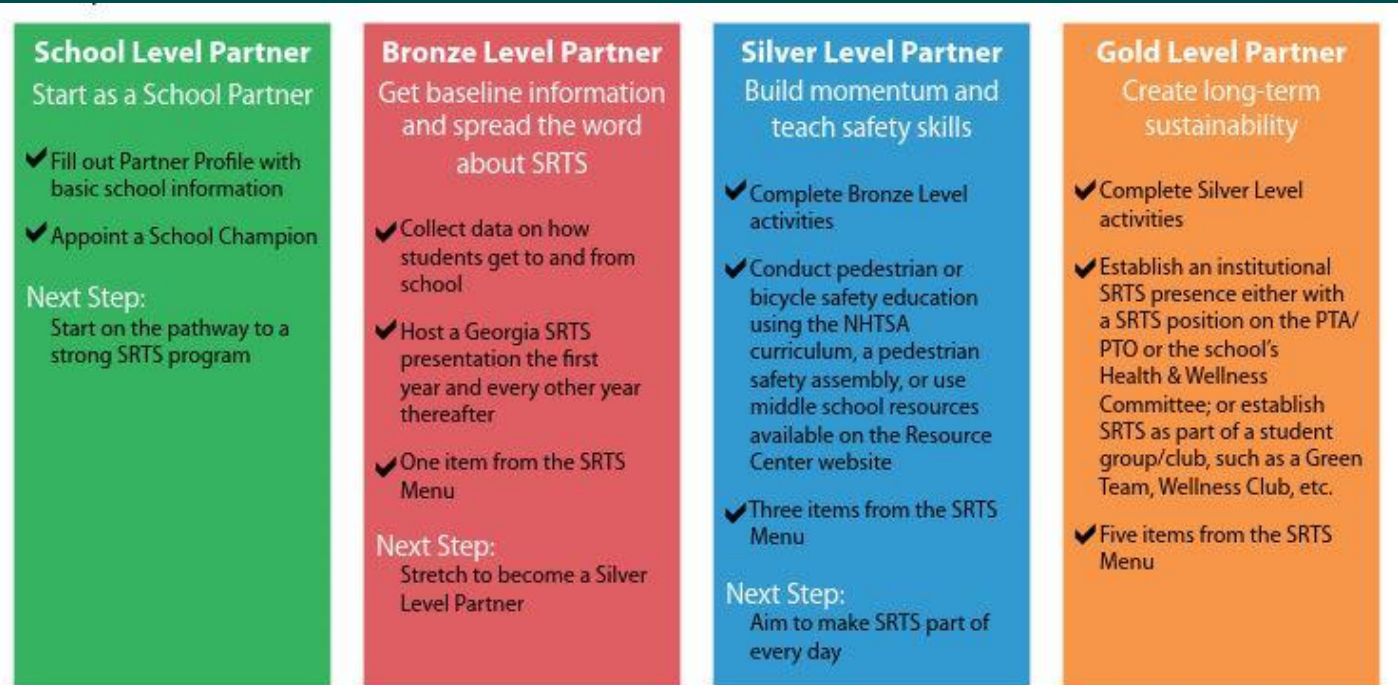 School Level Partner
Start as a School Partner
Fill out Partner Profile with
basic school information
Appoint a School Champion
Next Step:
Start on the pathway to a
strong SRTS program
Bronze Level Partner
Get baseline information
and spread the word
about SRTS
Collect data on how
students get to and from
school
Host a Georgia SRTS
presentation the first
year and every other year
thereafter
One item from the SRTS
Menu
Next Step:
Stretch to become a Silver
Level Partner
Silver Level Partner
Build momentum and
teach safety skills
Complete Bronze Level
activities
Conduct pedestrian or
bicycle safety education
using the NHTSA
curriculum, a pedestrian
safety assembly, or use
middle school resources
available on the Resource
Center website
Three items from the SRTS
Menu
Next Step:
Aim to make SRTS part of
every day
Gold Level Partner
Create long-term
sustainability
Complete Silver Level
activities
Establish an institutional
SRTS presence either with
a SRTS position on the PTA/
PTO or the school's
Health & Wellness
Committee; or establish
SRTS as part of a student
group/club, such as a Green
Team, Wellness Club, etc.
Five items from the SRTS
Menu